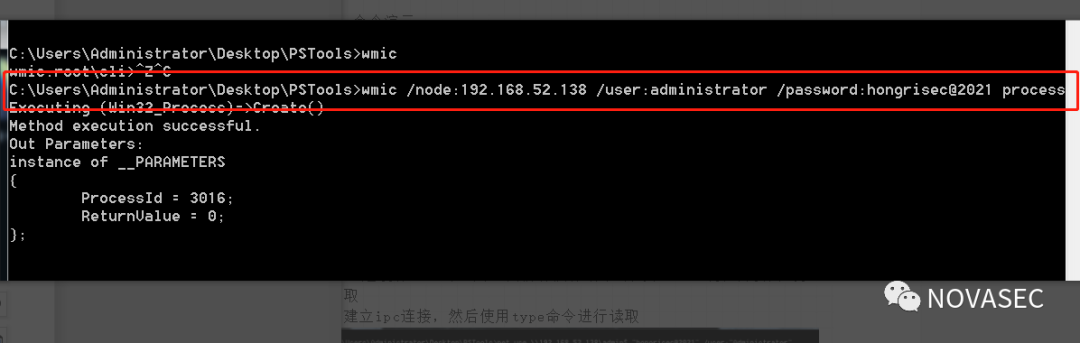 C:\Users\Administrator\Desktop\PSTools>wmic
wmic:root\cli>^Z^C
C:\Users\Administrator\Desktop\PSTools>wmic /node:192.168.52.138 /user:administrator /password:hongrisec@2021 process
Executing (Win32_Process)->Create()
Method execution successful.
Out Parameters:
instance of __PARAMETERS
{
ProcessId = 3016;
ReturnValue = 0;
};
NOVASEC
取
建立ipc连接，然后使用type命令进行读取